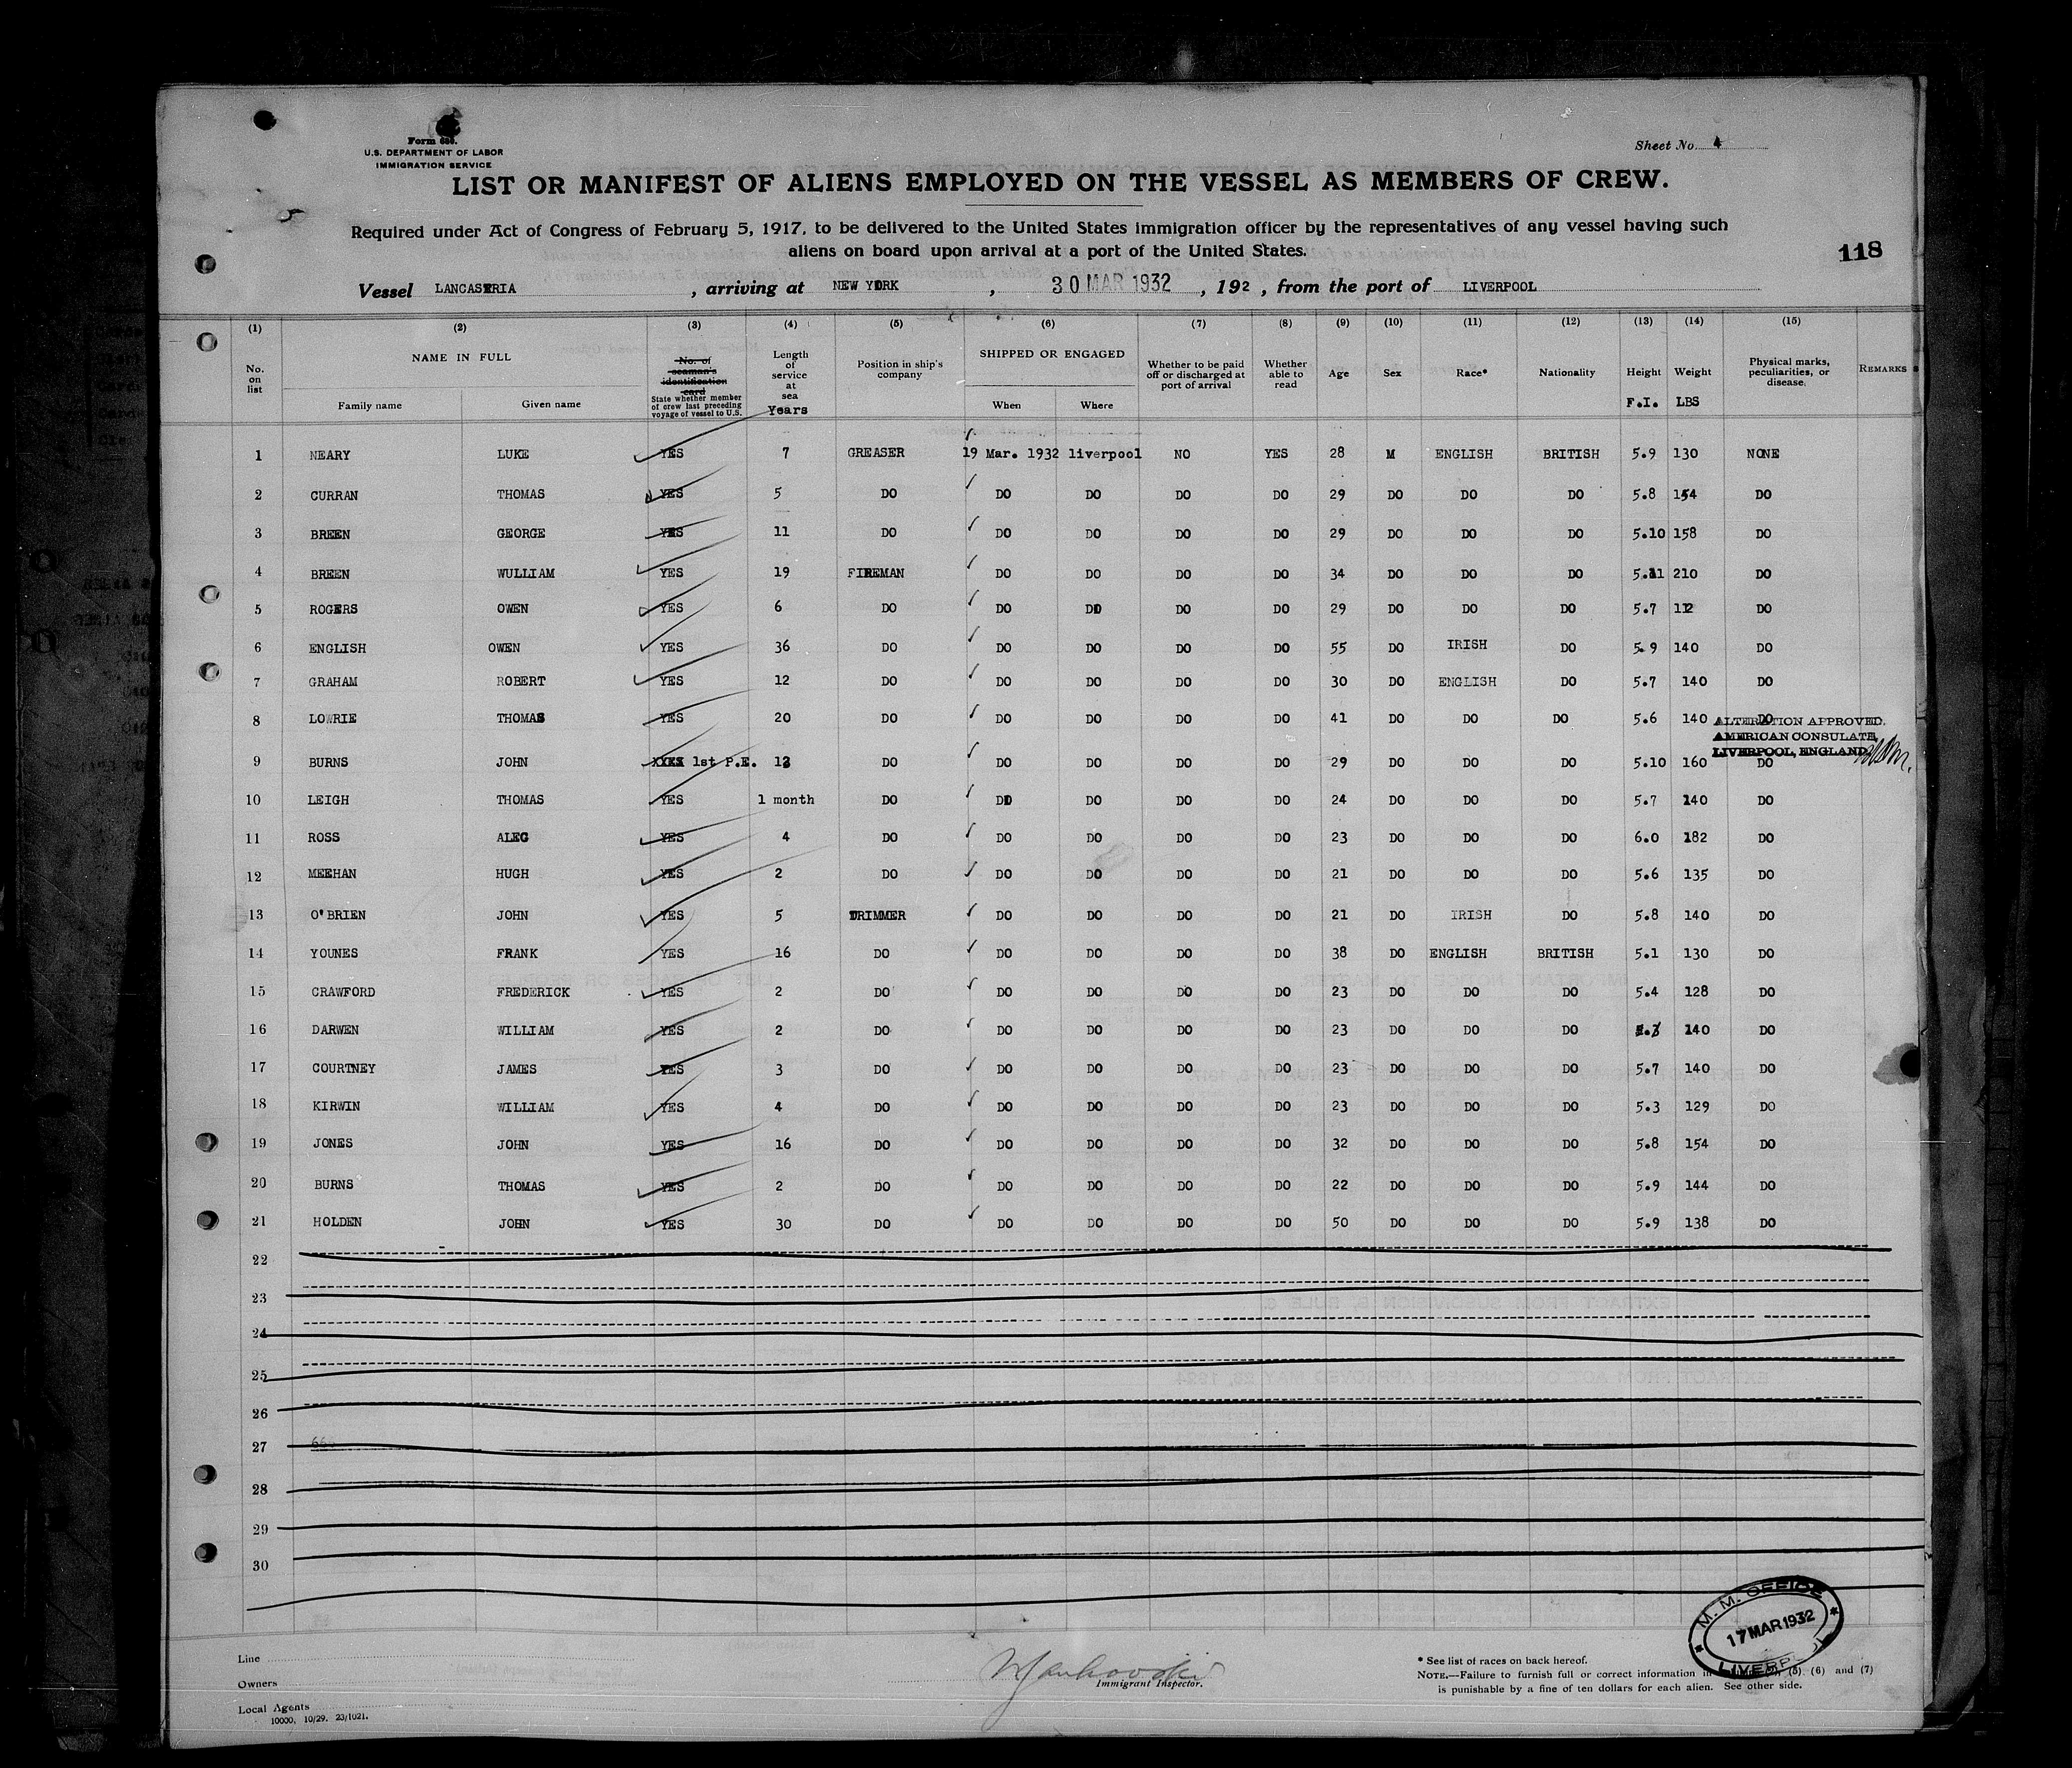 Form 686.
U.S. DEPARTMENT OF LABOR
IMMIGRATION SERVICE
Sheet No. 4
LIST OR MANIFEST OF ALIENS EMPLOYED ON THE VESSEL AS MEMBERS OF CREW.
Required under Act of Congress of February 5, 1917, to be delivered to the United States immigration officer by the representatives of any vessel having such
aliens on board upon arrival at a port of the United States.
118
Vessel LANCASTRIA , arriving at NEW YORK , 30 MAR 1932 , 192 , from the port of LIVERPOOL
(1) (2) (3) (4) (5) (6) (7) (8) (9) (10) (11) (12) (13) (14) (15)
No. on list NAME IN FULL Family name Given name No. of seaman's identification card State whether member of crew last preceding voyage of vessel to U.S. Length of service at sea Years Position in ship's company SHIPPED OR ENGAGED When Where Whether to be paid off or discharged at port of arrival Whether able to read Age Sex Race* Nationality Height F.I. Weight LBS Physical marks, peculiarities, or disease. REMARKS
1 NEARY LUKE YES 7 GREASER 19 Mar. 1932 liverpool NO YES 28 M ENGLISH BRITISH 5.9 130 NONE
2 CURRAN THOMAS YES 5 DO DO DO DO DO 29 DO DO DO 5.8 154 DO
3 BREEN GEORGE YES 11 DO DO DO DO DO 29 DO DO DO 5.10 158 DO
4 BREEN WULLIAM YES 19 FIREMAN DO DO DO DO 34 DO DO DO 5.11 210 DO
5 ROGERS OWEN YES 6 DO DO DO DO DO 29 DO DO DO 5.7 112 DO
6 ENGLISH OWEN YES 36 DO DO DO DO DO 55 DO IRISH DO 5.9 140 DO
7 GRAHAM ROBERT YES 12 DO DO DO DO DO 30 DO ENGLISH DO 5.7 140 DO
8 LOWRIE THOMAS YES 20 DO DO DO DO DO 41 DO DO DO 5.6 140 DO
ALTERATION APPROVED.
AMERICAN CONSULATE,
LIVERPOOL, ENGLAND
9 BURNS JOHN XXXX 1st P.E. 13 DO DO DO DO DO 29 DO DO DO 5.10 160 DO
10 LEIGH THOMAS YES 1 month DO DO DO DO DO 24 DO DO DO 5.7 140 DO
11 ROSS ALEC YES 4 DO DO DO DO DO 23 DO DO DO 6.0 182 DO
12 MEEHAN HUGH YES 2 DO DO DO DO DO 21 DO DO DO 5.6 135 DO
13 O'BRIEN JOHN YES 5 TRIMMER DO DO DO DO 21 DO IRISH DO 5.8 140 DO
14 YOUNES FRANK YES 16 DO DO DO DO DO 38 DO ENGLISH BRITISH 5.1 130 DO
15 CRAWFORD FREDERICK YES 2 DO DO DO DO DO 23 DO DO DO 5.4 128 DO
16 DARWEN WILLIAM YES 2 DO DO DO DO DO 23 DO DO DO 140 DO
17 COURTNEY JAMES YES 3 DO DO DO DO DO 23 DO DO DO 5.7 140 DO
18 KIRWIN WILLIAM YES 4 DO DO DO DO DO 23 DO DO DO 5.3 129 DO
19 JONES JOHN YES 16 DO DO DO DO DO 32 DO DO DO 5.8 154 DO
20 BURNS THOMAS YES 2 DO DO DO DO DO 22 DO DO DO 5.9 144 DO
21 HOLDEN JOHN YES 30 DO DO DO DO DO 50 DO DO DO 5.9 138 DO
22
23
24
25
26
27
28
29
30
M. M. OFFICE
17 MAR 1932
LIVERP
Line
Owners
Local Agents
10000, 10/29. 23/1021.
Immigrant Inspector.
* See list of races on back hereof.
NOTE.—Failure to furnish full or correct information in (5) (6) and (7)
is punishable by a fine of ten dollars for each alien. See other side.